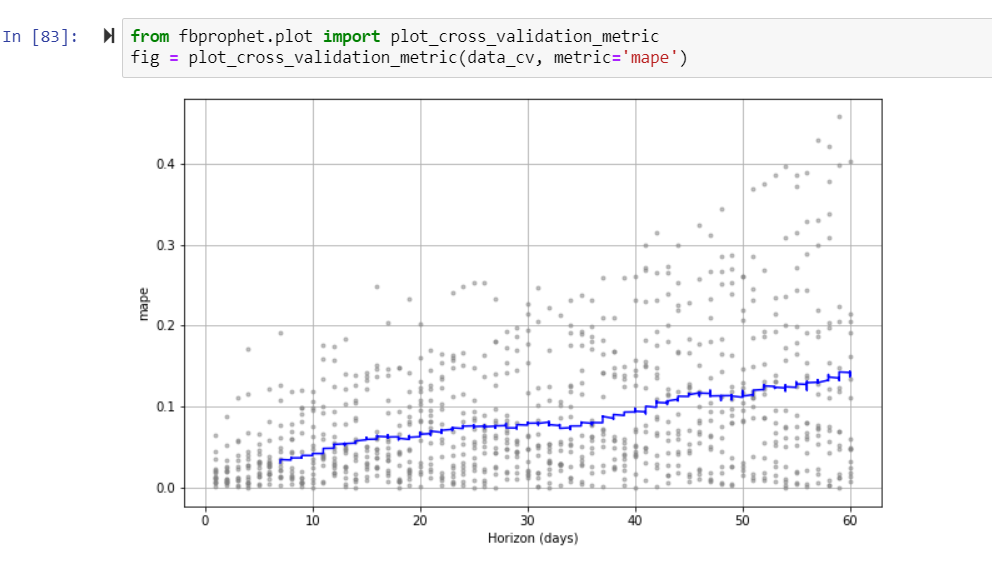 In [83]:
from fbprophet.plot import plot_cross_validation_metric
fig = plot_cross_validation_metric(data_cv, metric='mape')
0.4
0.3
0.2
0.1
0.0
mape
0 10 20 30 40 50 60
Horizon (days)